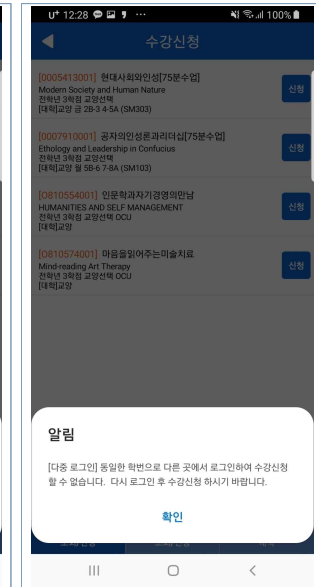 U+ 12:28 … 100%
수강신청
[0005413001] 현대사회와인성[75분수업]
Modern Society and Human Nature
전학년 3학점 교양선택
[대학]교양 금 2B-3 4-5A (SM303)
신청
[0007910001] 공자의인성론과리더십[75분수업]
Ethology and Leadership in Confucius
전학년 3학점 교양선택
[대학]교양 월 5B-6 7-8A (SM103)
신청
[O810554001] 인문학과자기경영의만남
HUMANITIES AND SELF MANAGEMENT
전학년 3학점 교양선택 OCU
[대학]교양
신청
[O810574001] 마음을읽어주는미술치료
Mind-reading Art Therapy
전학년 3학점 교양선택 OCU
[대학]교양
신청
알림
[다중 로그인] 동일한 학번으로 다른 곳에서 로그인하여 수강신청
할 수 없습니다. 다시 로그인 후 수강신청 하시기 바랍니다.
확인